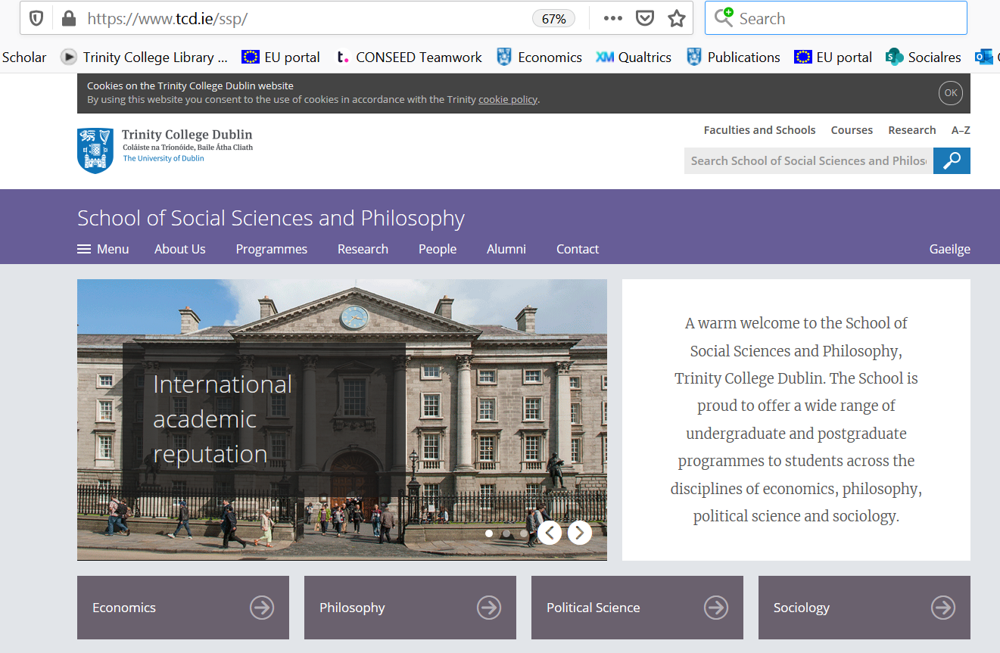 https://www.tcd.ie/ssp/ 67% Search
Scholar Trinity College Library ... EU portal CONSEED Teamwork Economics Qualtrics Publications EU portal Socialres
Cookies on the Trinity College Dublin website
By using this website you consent to the use of cookies in accordance with the Trinity cookie policy.
OK
Trinity College Dublin
Coláiste na Tríonóide, Baile Átha Cliath
The University of Dublin
Faculties and Schools Courses Research A–Z
Search School of Social Sciences and Philos
School of Social Sciences and Philosophy
Menu About Us Programmes Research People Alumni Contact Gaeilge
International
academic
reputation
A warm welcome to the School of
Social Sciences and Philosophy,
Trinity College Dublin. The School is
proud to offer a wide range of
undergraduate and postgraduate
programmes to students across the
disciplines of economics, philosophy,
political science and sociology.
Economics Philosophy Political Science Sociology